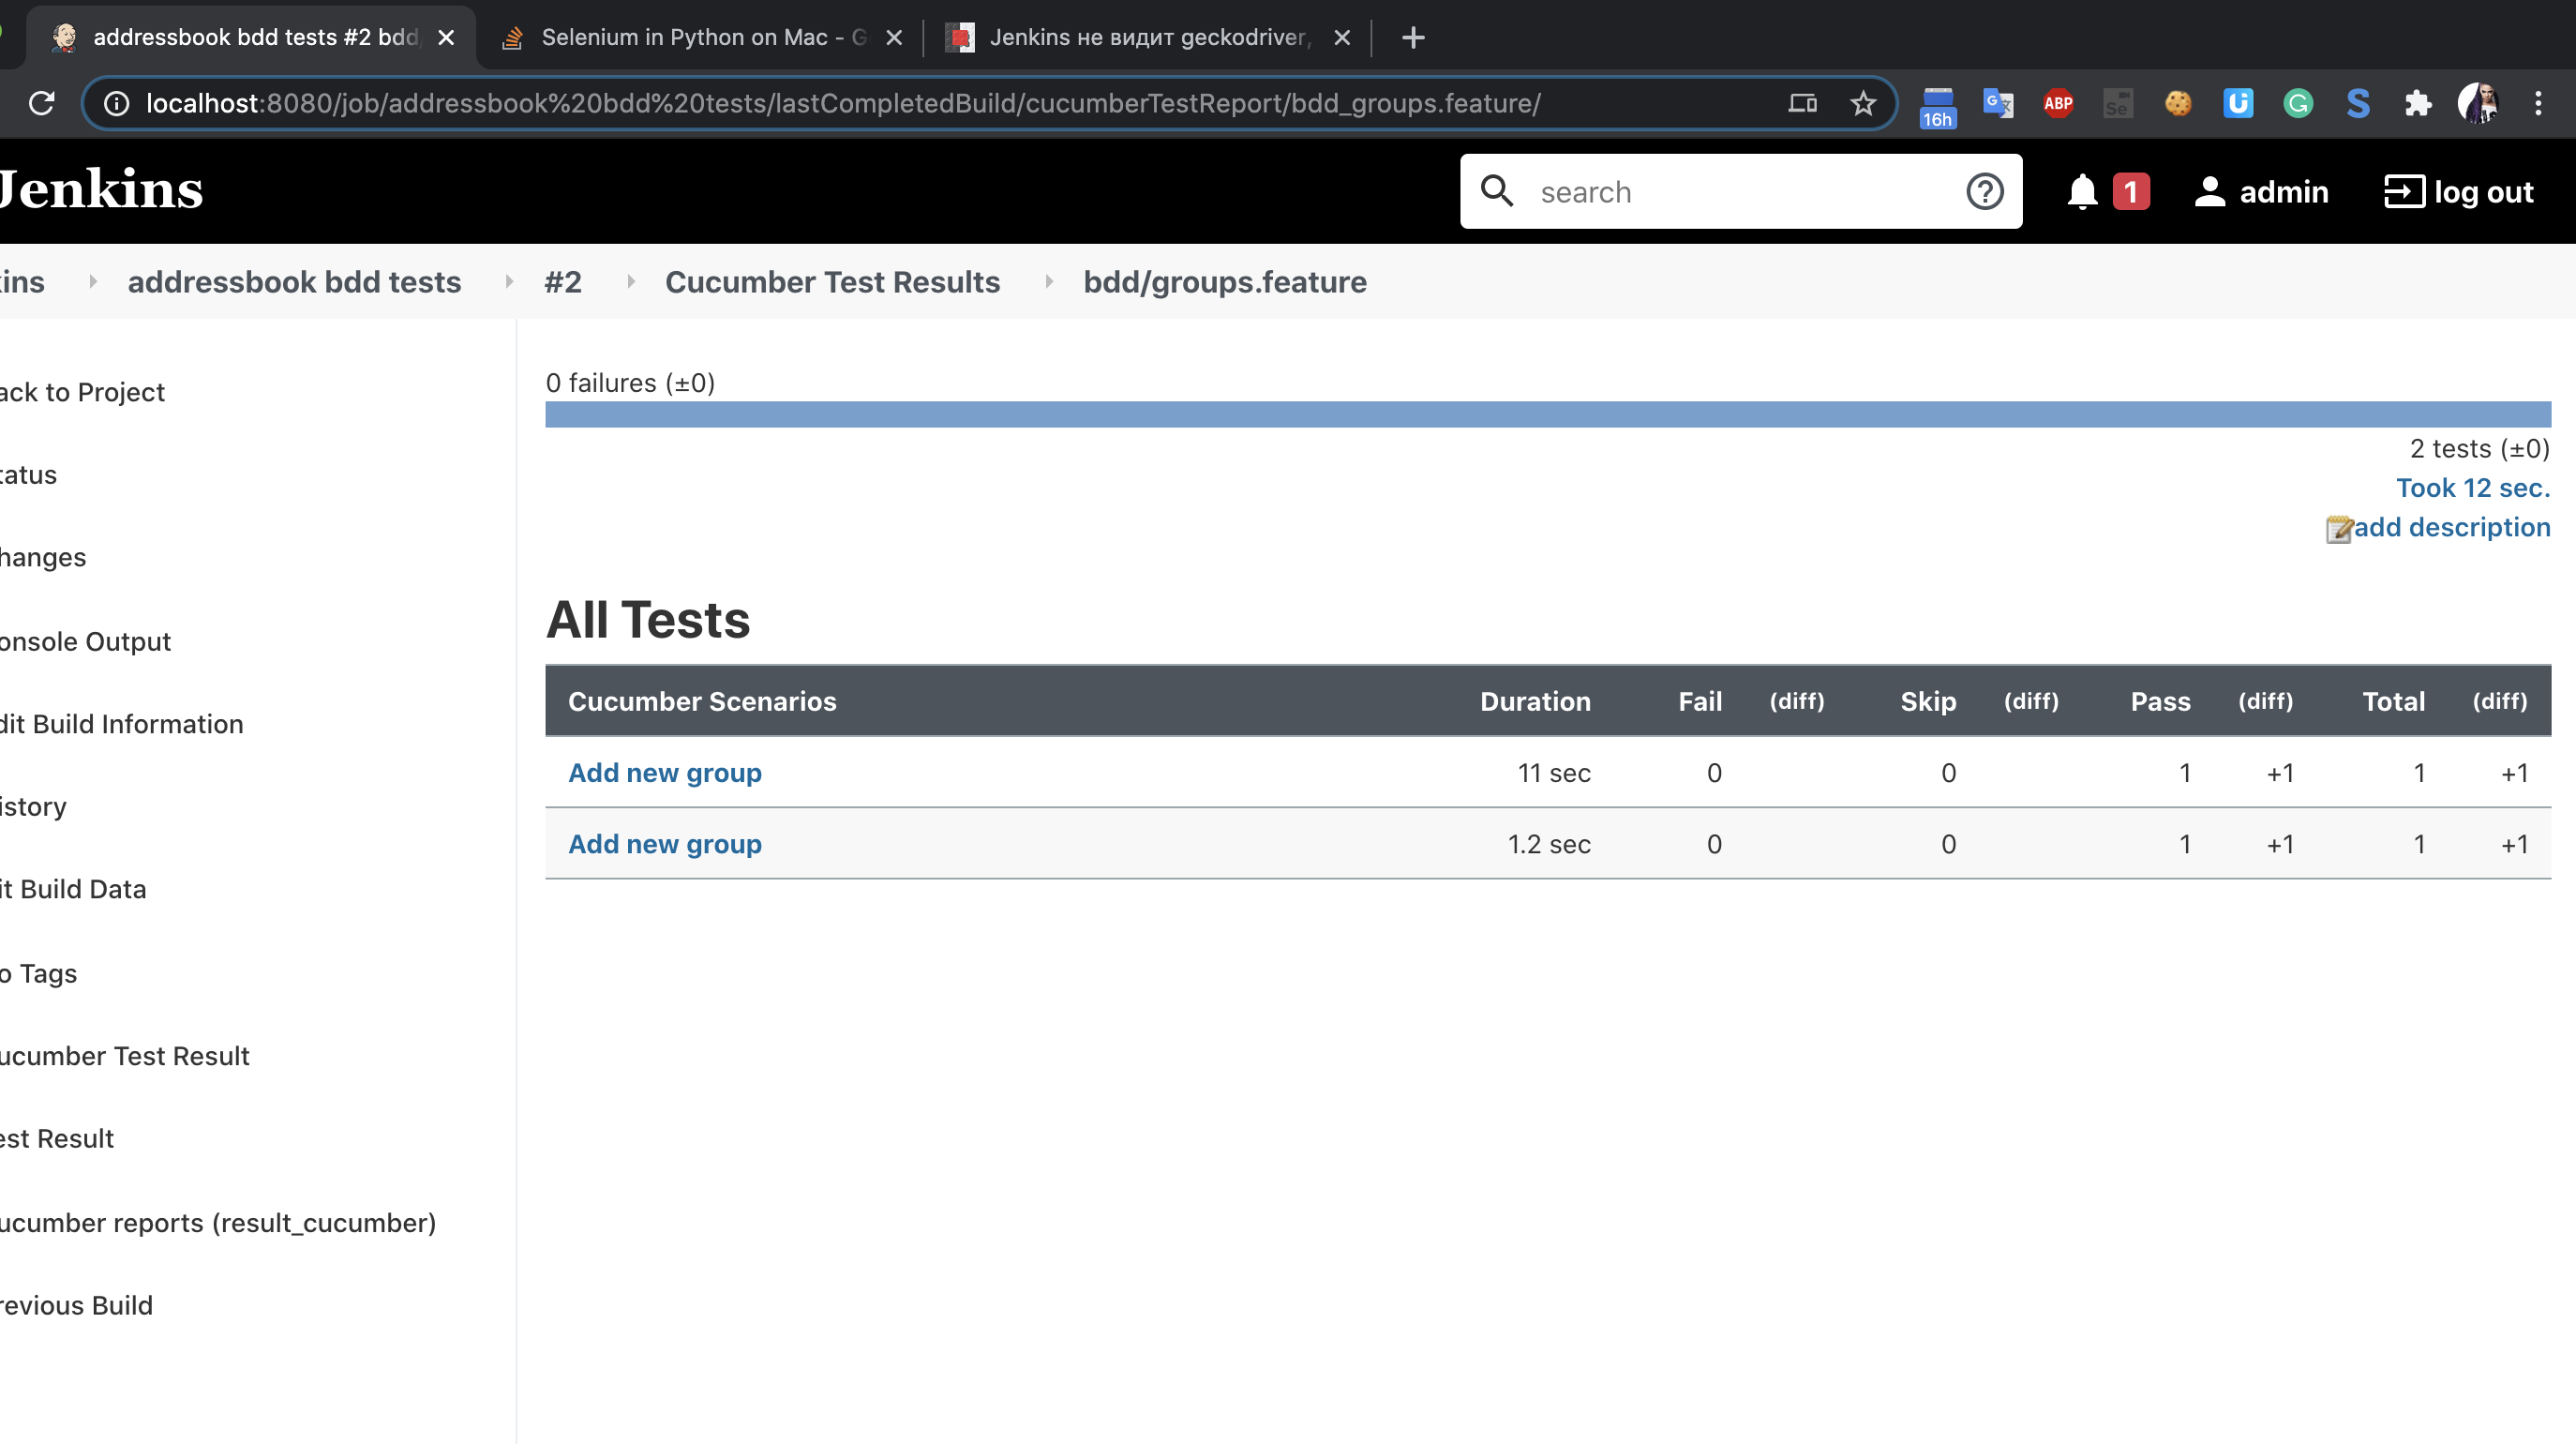 addressbook bdd tests #2 bdd
Selenium in Python on Mac - G
Jenkins не видит geckodriver,
localhost:8080/job/addressbook%20bdd%20tests/lastCompletedBuild/cucumberTestReport/bdd_groups.feature/
16h
ABP
Se
Jenkins
search
1
admin
log out
ins
addressbook bdd tests
#2
Cucumber Test Results
bdd/groups.feature
ack to Project
tatus
hanges
onsole Output
dit Build Information
istory
it Build Data
o Tags
ucumber Test Result
est Result
ucumber reports (result_cucumber)
revious Build
0 failures (±0)
2 tests (±0)
Took 12 sec.
add description
All Tests
Cucumber Scenarios Duration Fail (diff) Skip (diff) Pass (diff) Total (diff)
Add new group 11 sec 0 0 1 +1 1 +1
Add new group 1.2 sec 0 0 1 +1 1 +1